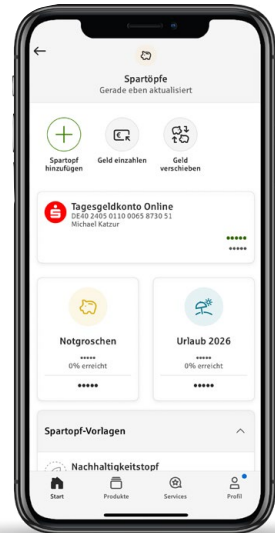 Spartöpfe
Gerade eben aktualisiert
Spartopf hinzufügen
Geld einzahlen
Geld verschieben
Tagesgeldkonto Online
DE40 2405 0110 0065 8730 51
Michael Katzur
•••••
•••••
Notgroschen
•••••
0% erreicht
•••••
Urlaub 2026
•••••
0% erreicht
•••••
Spartopf-Vorlagen
Nachhaltigkeitstopf
Start
Produkte
Services
Profil